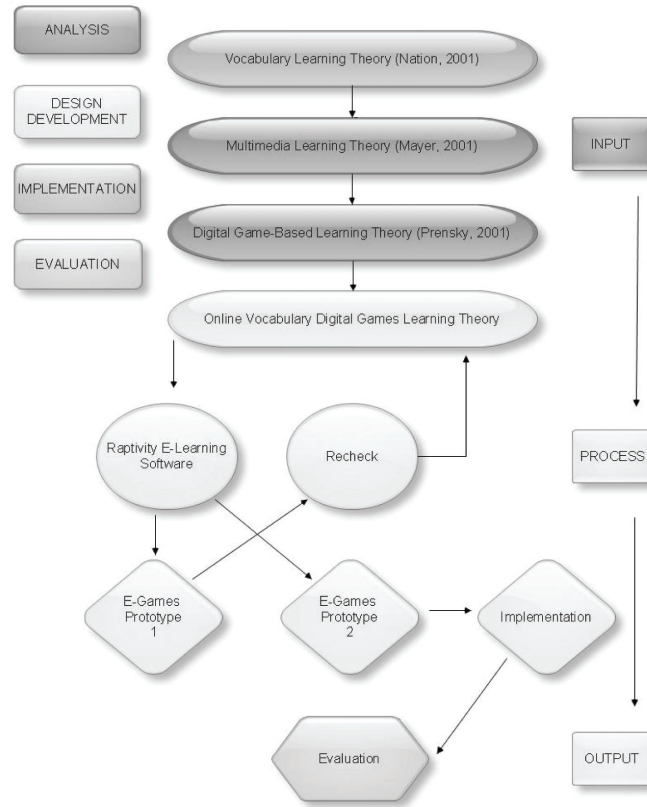 ANALYSIS
DESIGN
DEVELOPMENT
IMPLEMENTATION
EVALUATION
Vocabulary Learning Theory (Nation, 2001)
Multimedia Learning Theory (Mayer, 2001)
Digital Game-Based Learning Theory (Prensky, 2001)
Online Vocabulary Digital Games Learning Theory
Raptivity E-Learning
Software
Recheck
E-Games
Prototype
1
E-Games
Prototype
2
Implementation
Evaluation
INPUT
PROCESS
OUTPUT